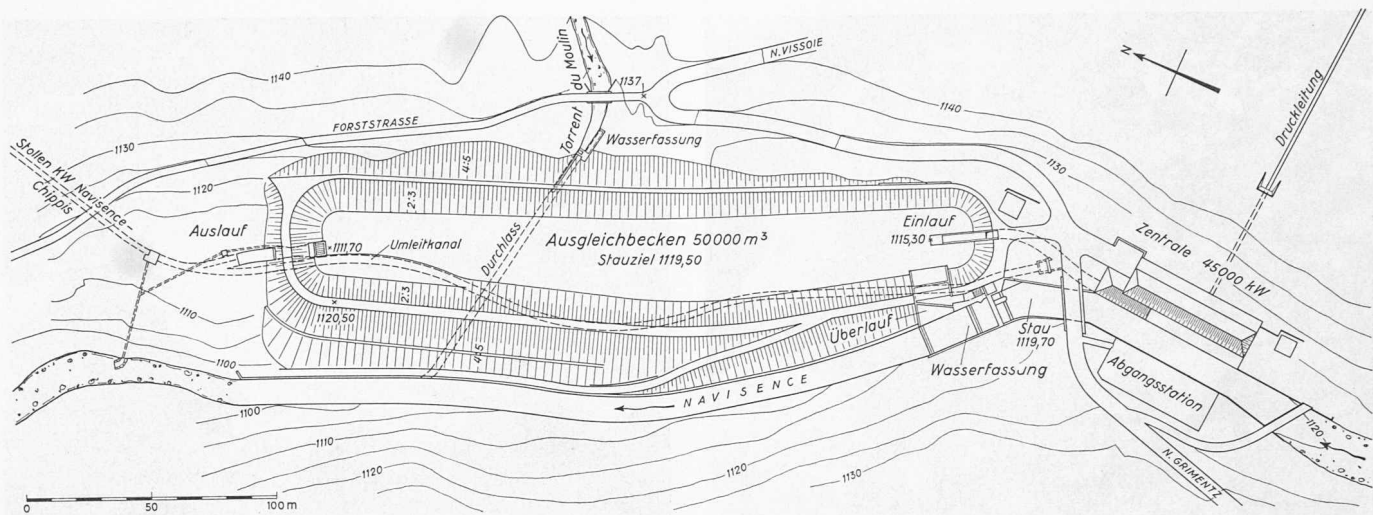 1140
1130
1120
Stollen KW Navisence-
Chippis
FORSTSTRASSE
Torrent du Moulin
1137
N. VISSOIE
Wasserfassung
1140
1130
N
Druckleitung
4:5
2:3
Auslauf
1111,70
Umleitkanal
Durchlass
Ausgleichbecken 50000 m³
Stauziel 1119,50
Einlauf
1115,30
Zentrale 45000 kW
1110
1100
2:3
1120,50
4:5
Überlauf
Wasserfassung
Stau
1119,70
Abgangsstation
NAVISENCE
1120
N. GRIMENTZ
1100
1110
1120
1120
1130
0 50 100 m